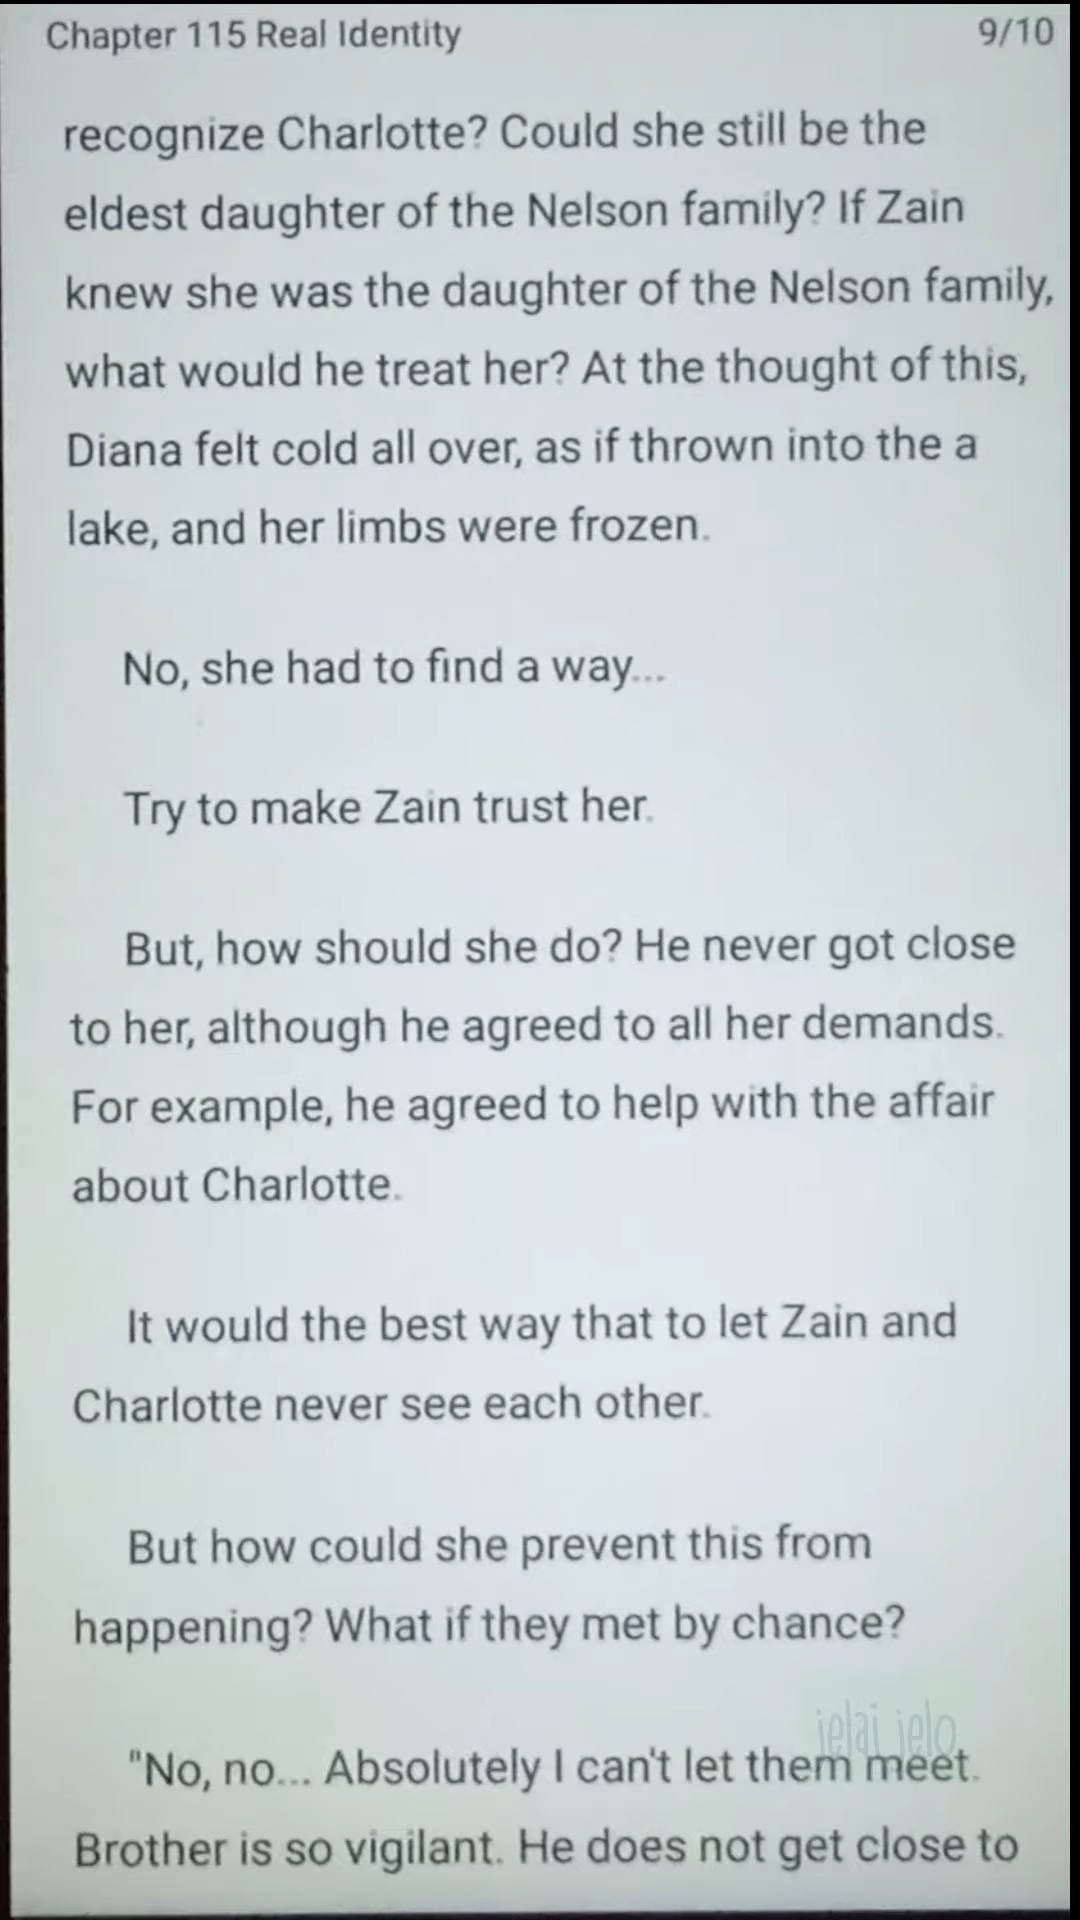 Chapter 115 Real Identity 9/10
recognize Charlotte? Could she still be the
eldest daughter of the Nelson family? If Zain
knew she was the daughter of the Nelson family,
what would he treat her? At the thought of this,
Diana felt cold all over, as if thrown into the a
lake, and her limbs were frozen.
No, she had to find a way...
Try to make Zain trust her.
But, how should she do? He never got close
to her, although he agreed to all her demands.
For example, he agreed to help with the affair
about Charlotte.
It would the best way that to let Zain and
Charlotte never see each other.
But how could she prevent this from
happening? What if they met by chance?
jelai jelo
"No, no... Absolutely I can't let them meet.
Brother is so vigilant. He does not get close to